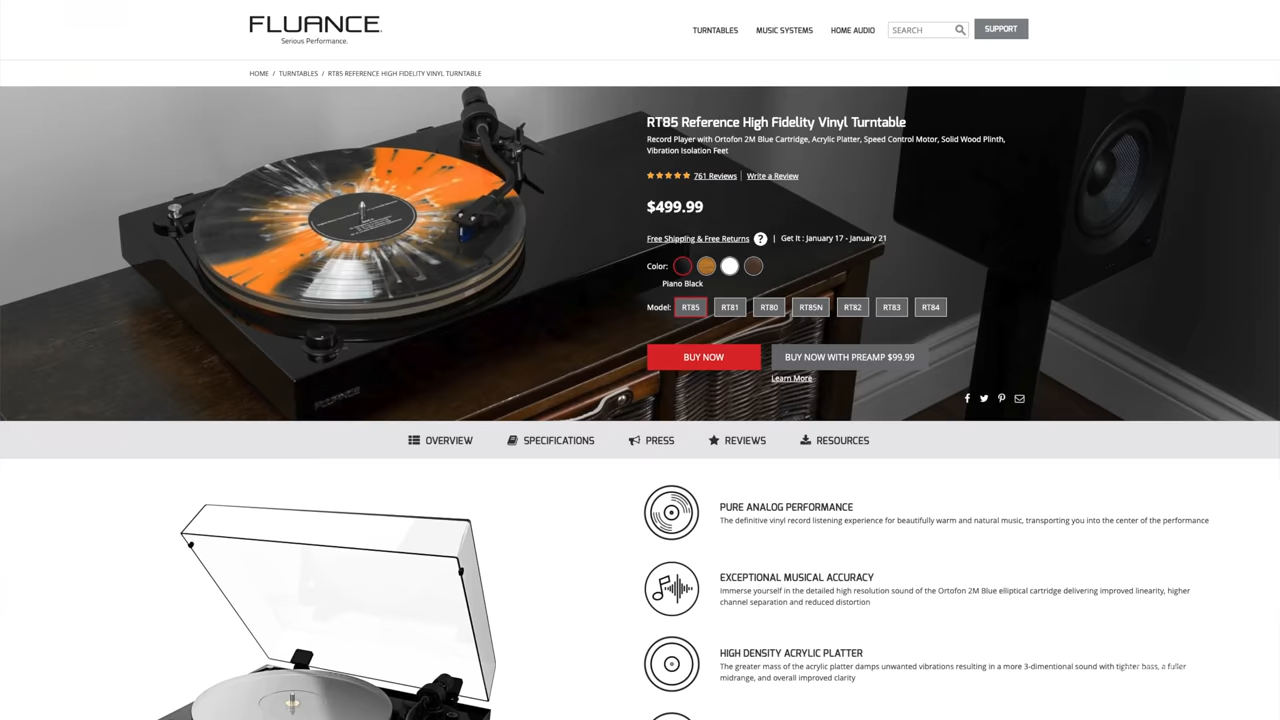 FLUANCE
Serious Performance.
TURNTABLES
MUSIC SYSTEMS
HOME AUDIO
SEARCH
SUPPORT
HOME / TURNTABLES / RT85 REFERENCE HIGH FIDELITY VINYL TURNTABLE
RT85 Reference High Fidelity Vinyl Turntable
Record Player with Ortofon 2M Blue Cartridge, Acrylic Platter, Speed Control Motor, Solid Wood Plinth,
Vibration Isolation Feet
761 Reviews | Write a Review
$499.99
Free Shipping & Free Returns ? | Get It : January 17 - January 21
Color:
Piano Black
Model: RT85 RT81 RT80 RT85N RT82 RT83 RT84
BUY NOW
BUY NOW WITH PREAMP $99.99
Learn More
FLUANCE
OVERVIEW
SPECIFICATIONS
PRESS
REVIEWS
RESOURCES
PURE ANALOG PERFORMANCE
The definitive vinyl record listening experience for beautifully warm and natural music, transporting you into the center of the performance
EXCEPTIONAL MUSICAL ACCURACY
Immerse yourself in the detailed high resolution sound of the Ortofon 2M Blue elliptical cartridge delivering improved linearity, higher
channel separation and reduced distortion
HIGH DENSITY ACRYLIC PLATTER
The greater mass of the acrylic platter damps unwanted vibrations resulting in a more 3-dimentional sound with tighter bass, a fuller
midrange, and overall improved clarity